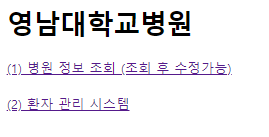 영남대학교병원
(1) 병원 정보 조회 (조회 후 수정가능)
(2) 환자 관리 시스템